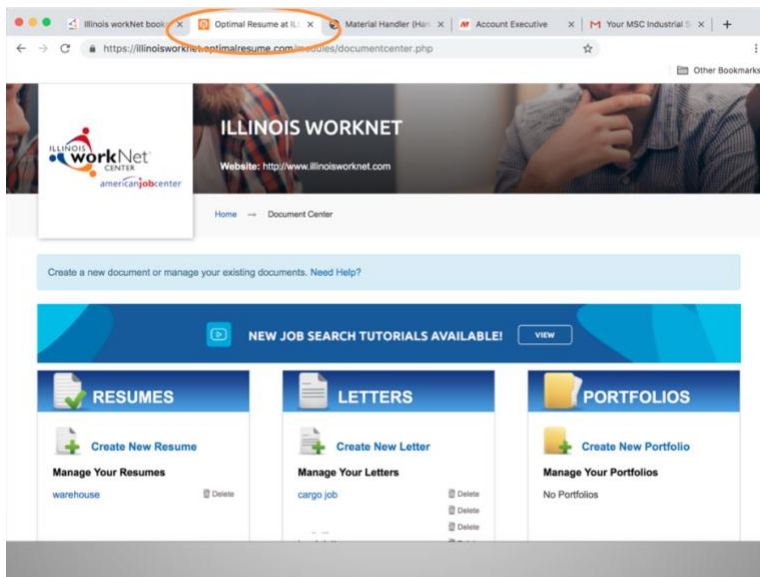 Illinois workNet book
Optimal Resume at IL
Material Handler (Han
Account Executive
Your MSC Industrial S
https://illinoisworknet.optimalresume.com/modules/documentcenter.php
Other Bookmarks
ILLINOIS
workNet
CENTER
americanjobcenter
ILLINOIS WORKNET
Website: http://www.illinoisworknet.com
Home → Document Center
Create a new document or manage your existing documents. Need Help?
NEW JOB SEARCH TUTORIALS AVAILABLE! VIEW
RESUMES
Create New Resume
Manage Your Resumes
warehouse Delete
LETTERS
Create New Letter
Manage Your Letters
cargo job Delete
Delete
Delete
PORTFOLIOS
Create New Portfolio
Manage Your Portfolios
No Portfolios